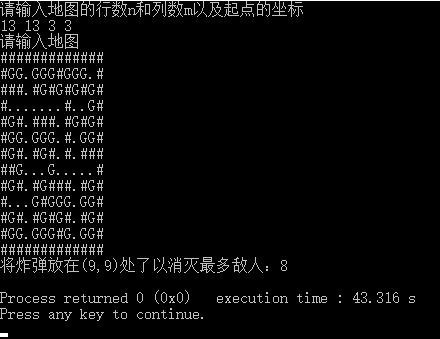 请输入地图的行数n和列数m以及起点的坐标
13 13 3 3
请输入地图
#############
#GG.GGG#GGG.#
###.#G#G#G#G#
#.......#..G#
#G#.###.#G#G#
#GG.GGG.#.GG#
#G#.#G#.#.###
##G...G.....#
#G#.#G###.#G#
#...G#GGG.GG#
#G#.#G#G#.#G#
#GG.GGG#G.GG#
#############
将炸弹放在(9,9)处了以消灭最多敌人: 8
Process returned 0 (0x0)   execution time : 43.316 s
Press any key to continue.